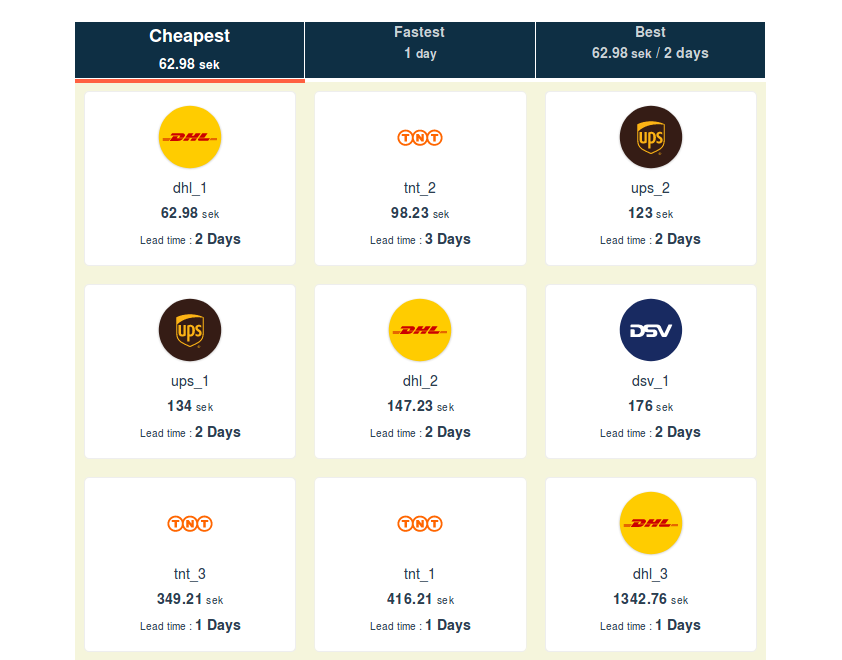 Cheapest
62.98 sek
Fastest
1 day
Best
62.98 sek / 2 days
DHL
dhl_1
62.98 sek
Lead time : 2 Days
TNT
tnt_2
98.23 sek
Lead time : 3 Days
ups
ups_2
123 sek
Lead time : 2 Days
ups
ups_1
134 sek
Lead time : 2 Days
DHL
dhl_2
147.23 sek
Lead time : 2 Days
DSV
dsv_1
176 sek
Lead time : 2 Days
TNT
tnt_3
349.21 sek
Lead time : 1 Days
TNT
tnt_1
416.21 sek
Lead time : 1 Days
DHL
dhl_3
1342.76 sek
Lead time : 1 Days